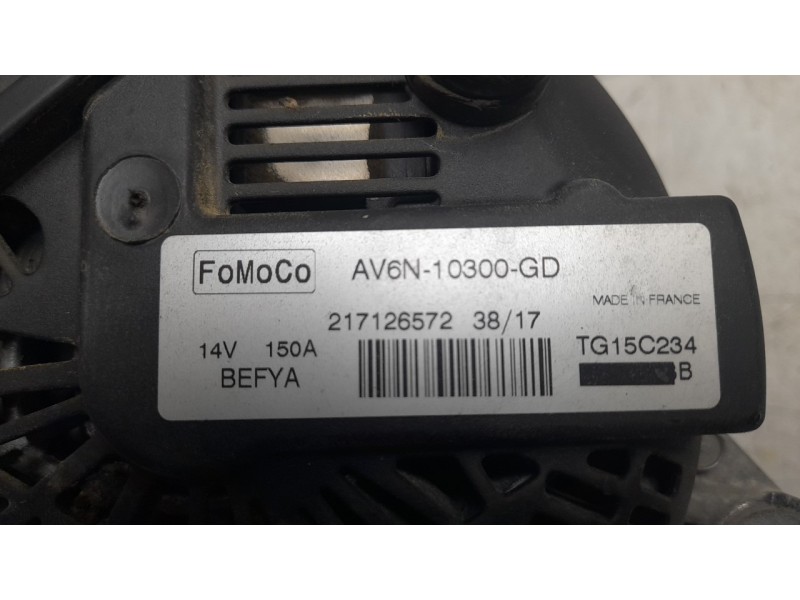 FoMoCo AV6N-10300-GD
MADE IN FRANCE
217126572 38/17
14V 150A TG15C234
BEFYA B